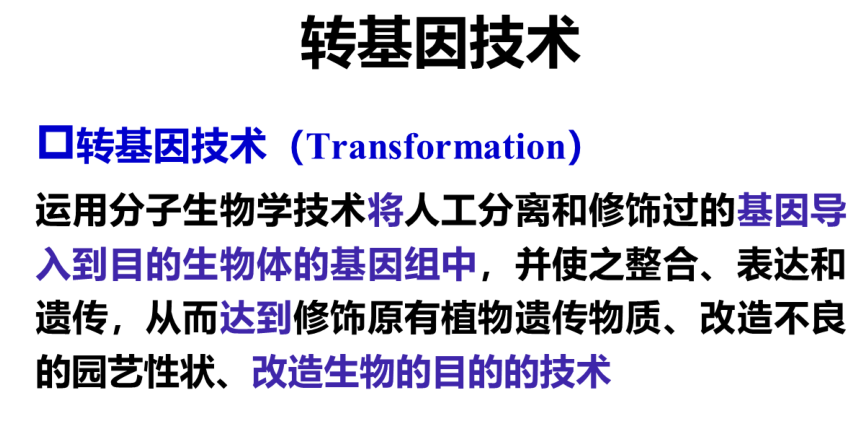 转基因技术
转基因技术（Transformation）
运用分子生物学技术将人工分离和修饰过的基因导
入到目的生物体的基因组中，并使之整合、表达和
遗传，从而达到修饰原有植物遗传物质、改造不良
的园艺性状、改造生物的目的的技术